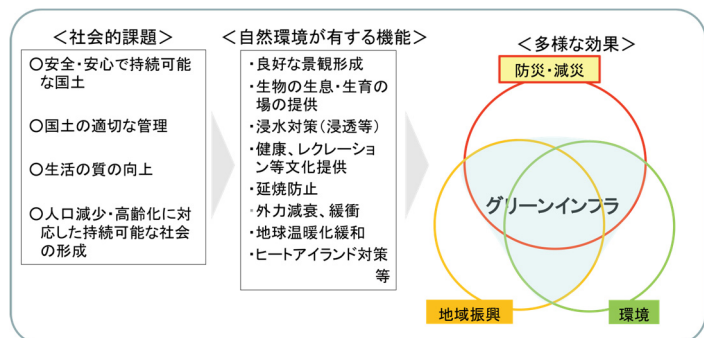 ＜社会的課題＞
○安全・安心で持続可能
な国土
○国土の適切な管理
○生活の質の向上
○人口減少・高齢化に対
応した持続可能な社会
の形成
＜自然環境が有する機能＞
・良好な景観形成
・生物の生息・生育の
場の提供
・浸水対策（浸透等）
・健康、レクレーショ
ン等文化提供
・延焼防止
・外力減衰、緩衝
・地球温暖化緩和
・ヒートアイランド対策
等
＜多様な効果＞
防災・減災
グリーンインフラ
地域振興
環境